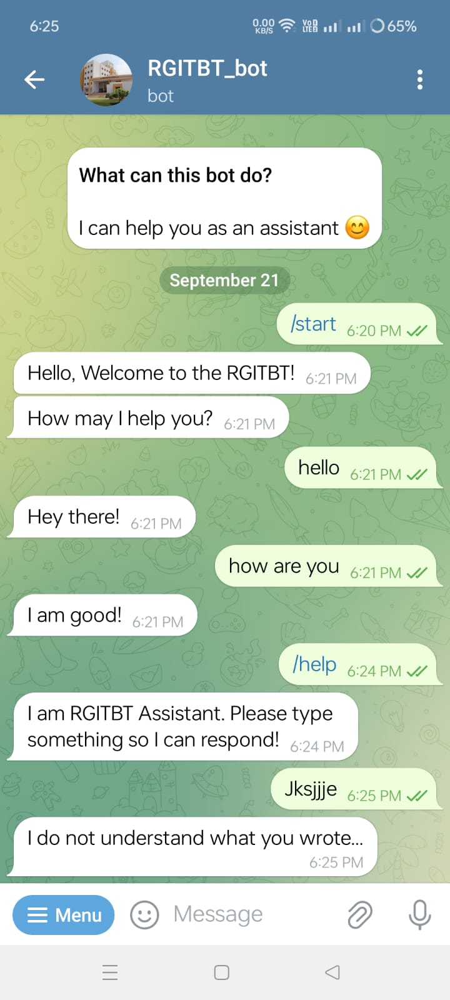 6:25
0.00 KB/S
VoD LTE2
65%
RGITBT_bot
bot
What can this bot do?
I can help you as an assistant 😊
September 21
/start 6:20 PM
Hello, Welcome to the RGITBT! 6:21 PM
How may I help you? 6:21 PM
hello 6:21 PM
Hey there! 6:21 PM
how are you 6:21 PM
I am good! 6:21 PM
/help 6:24 PM
I am RGITBT Assistant. Please type
something so I can respond! 6:24 PM
Jksjjje 6:25 PM
I do not understand what you wrote...
6:25 PM
Menu
Message